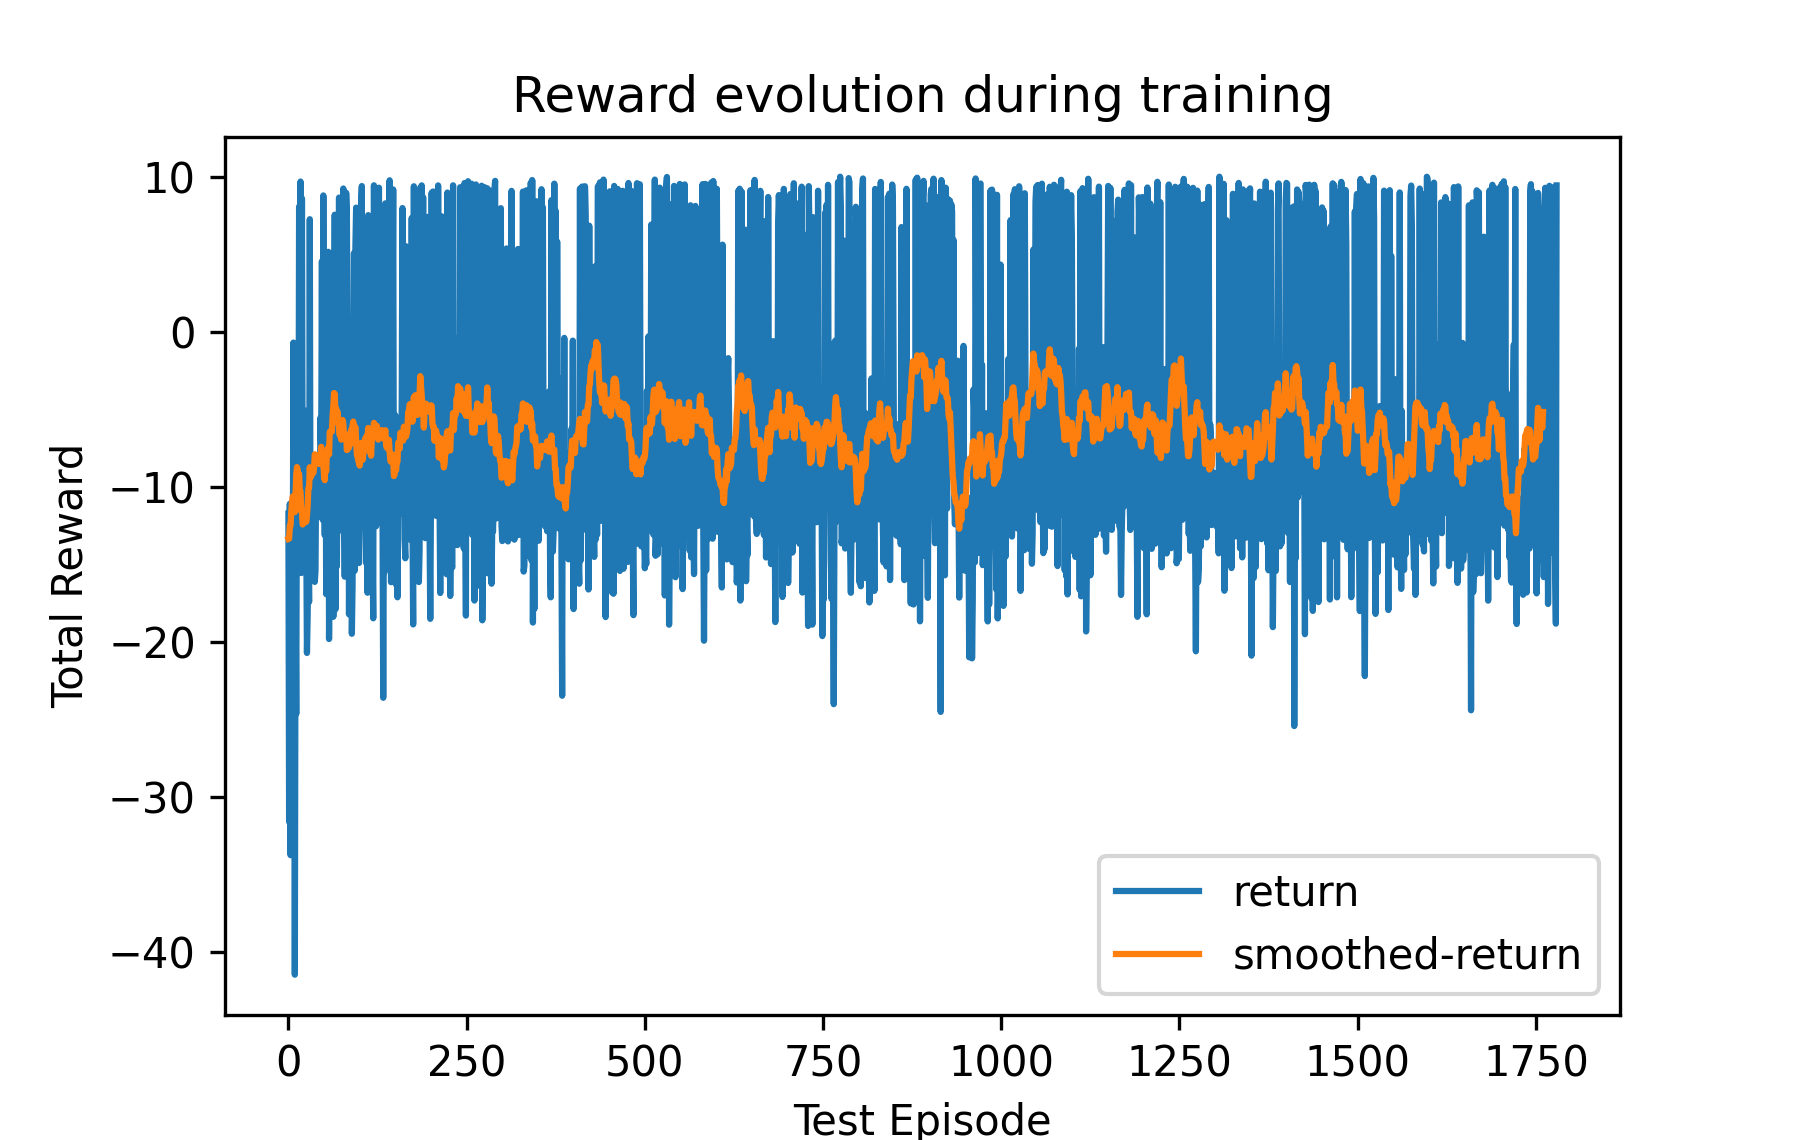 Reward evolution during training
Total Reward
10
0
−10
−20
−30
−40
return
smoothed-return
0 250 500 750 1000 1250 1500 1750
Test Episode